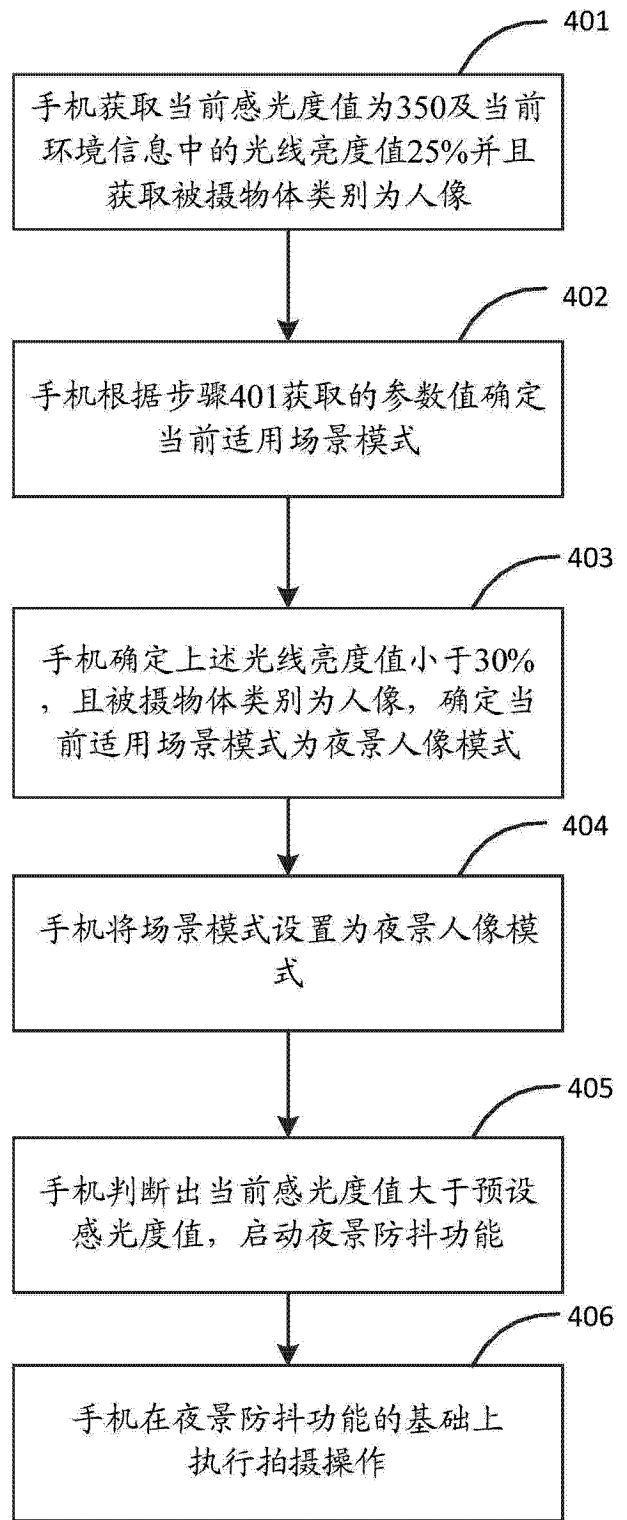 401
手机获取当前感光度值为350及当前
环境信息中的光线亮度值25%并且
获取被摄物体类别为人像
402
手机根据步骤401获取的参数值确定
当前适用场景模式
403
手机确定上述光线亮度值小于30%
，且被摄物体类别为人像，确定当
前适用场景模式为夜景人像模式
404
手机将场景模式设置为夜景人像模
式
405
手机判断出当前感光度值大于预设
感光度值，启动夜景防抖功能
406
手机在夜景防抖功能的基础上
执行拍摄操作